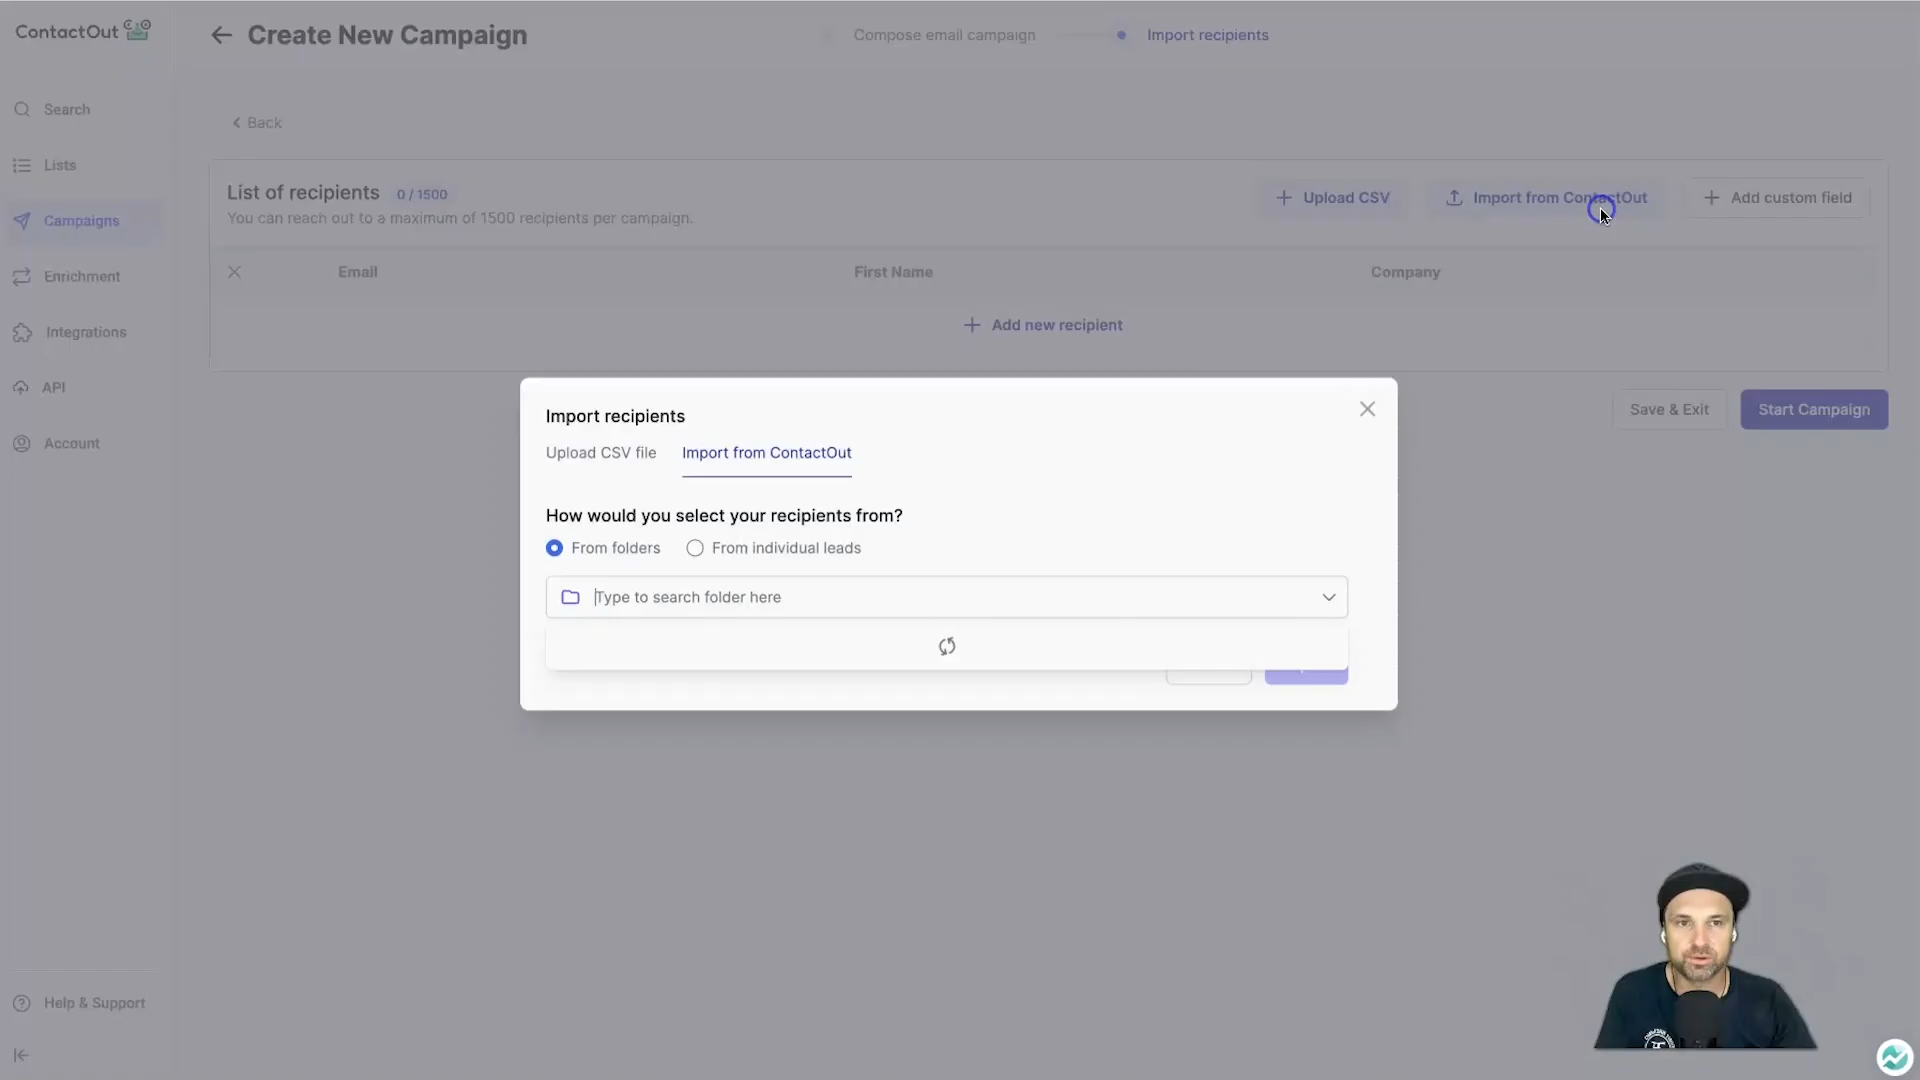 ContactOut
Create New Campaign
Compose email campaign
Import recipients
Search
Lists
Campaigns
Enrichment
Integrations
API
Account
Help & Support
Back
List of recipients 0 / 1500
You can reach out to a maximum of 1500 recipients per campaign.
Upload CSV
Import from ContactOut
Add custom field
Email First Name Company
Add new recipient
Save & Exit
Start Campaign
Import recipients
Upload CSV file Import from ContactOut
How would you select your recipients from?
From folders From individual leads
Type to search folder here